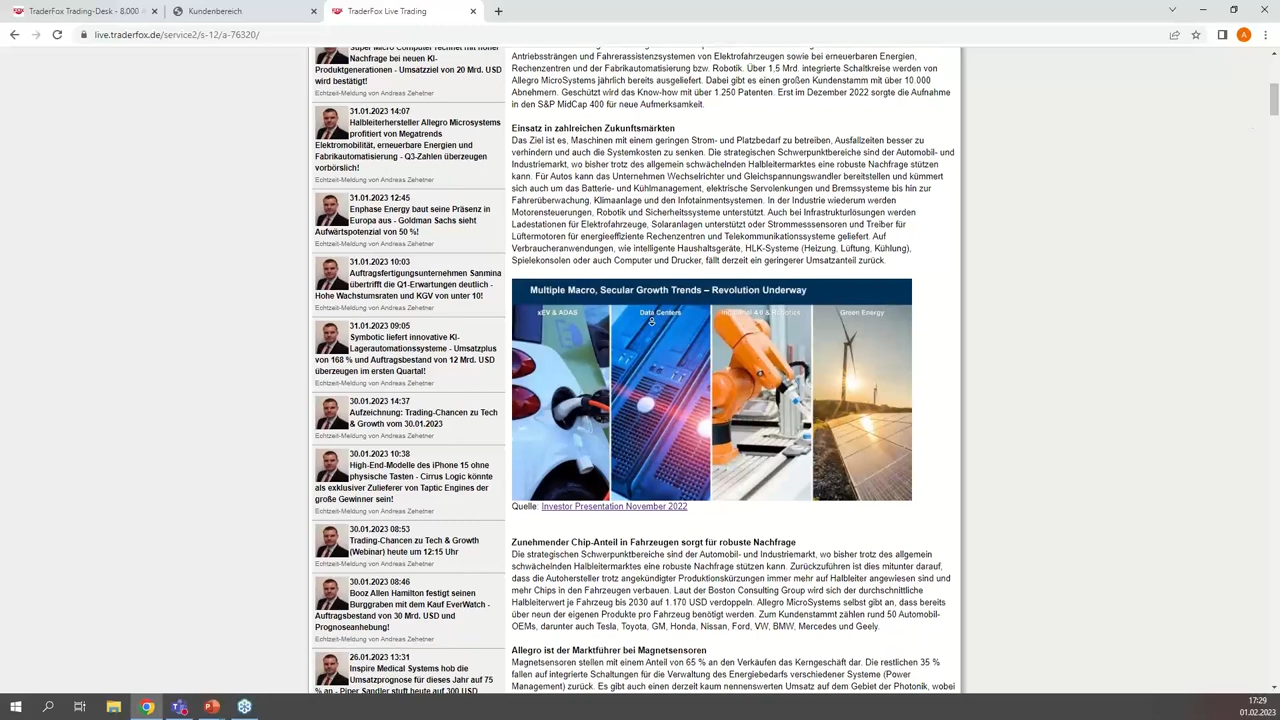 TraderFox Trading-Desk - 8.000
Kundenbereich
TraderFox Live Trading
live.traderfox.de/service2/s-12/a-76320/
A
Super Micro Computer rechnet mit hoher
Nachfrage bei neuen KI-
Produktgenerationen - Umsatzziel von 20 Mrd. USD
wird bestätigt!
Echtzeit-Meldung von Andreas Zehetner
31.01.2023 14:07
Halbleiterhersteller Allegro Microsystems
profitiert von Megatrends
Elektromobilität, erneuerbare Energien und
Fabrikautomatisierung - Q3-Zahlen überzeugen
vorbörslich!
Echtzeit-Meldung von Andreas Zehetner
31.01.2023 12:45
Enphase Energy baut seine Präsenz in
Europa aus - Goldman Sachs sieht
Aufwärtspotenzial von 50 %!
Echtzeit-Meldung von Andreas Zehetner
31.01.2023 10:03
Auftragsfertigungsunternehmen Sanmina
übertrifft die Q1-Erwartungen deutlich -
Hohe Wachstumsraten und KGV von unter 10!
Echtzeit-Meldung von Andreas Zehetner
31.01.2023 09:05
Symbotic liefert innovative KI-
Lagerautomationssysteme - Umsatzplus
von 168 % und Auftragsbestand von 12 Mrd. USD
überzeugen im ersten Quartal!
Echtzeit-Meldung von Andreas Zehetner
30.01.2023 14:37
Aufzeichnung: Trading-Chancen zu Tech
& Growth vom 30.01.2023
Echtzeit-Meldung von Andreas Zehetner
30.01.2023 10:38
High-End-Modelle des iPhone 15 ohne
physische Tasten - Cirrus Logic könnte
als exklusiver Zulieferer von Taptic Engines der
große Gewinner sein!
Echtzeit-Meldung von Andreas Zehetner
30.01.2023 08:53
Trading-Chancen zu Tech & Growth
(Webinar) heute um 12:15 Uhr
Echtzeit-Meldung von Andreas Zehetner
30.01.2023 08:46
Booz Allen Hamilton festigt seinen
Burggraben mit dem Kauf EverWatch -
Auftragsbestand von 30 Mrd. USD und
Prognoseanhebung!
Echtzeit-Meldung von Andreas Zehetner
26.01.2023 13:31
Inspire Medical Systems hob die
Umsatzprognose für dieses Jahr auf 75
% an - Piper Sandler stuft heute auf 300 USD
Antriebssträngen und Fahrerassistenzsystemen von Elektrofahrzeugen sowie bei erneuerbaren Energien,
Rechenzentren und der Fabrikautomatisierung bzw. Robotik. Über 1,5 Mrd. integrierte Schaltkreise werden von
Allegro MicroSystems jährlich bereits ausgeliefert. Dabei gibt es einen großen Kundenstamm mit über 10.000
Abnehmern. Geschützt wird das Know-how mit über 1.250 Patenten. Erst im Dezember 2022 sorgte die Aufnahme
in den S&P MidCap 400 für neue Aufmerksamkeit.
Einsatz in zahlreichen Zukunftsmärkten
Das Ziel ist es, Maschinen mit einem geringen Strom- und Platzbedarf zu betreiben, Ausfallzeiten besser zu
verhindern und auch die Systemkosten zu senken. Die strategischen Schwerpunktbereiche sind der Automobil- und
Industriemarkt, wo bisher trotz des allgemein schwächelnden Halbleitermarktes eine robuste Nachfrage stützen
kann. Für Autos kann das Unternehmen Wechselrichter und Gleichspannungswandler bereitstellen und kümmert
sich auch um das Batterie- und Kühlmanagement, elektrische Servolenkungen und Bremssysteme bis hin zur
Fahrerüberwachung, Klimaanlage und den Infotainmentsystemen. In der Industrie wiederum werden
Motorensteuerungen, Robotik und Sicherheitssysteme unterstützt. Auch bei Infrastrukturlösungen werden
Ladestationen für Elektrofahrzeuge, Solaranlagen unterstützt oder Stromsesssensoren und Treiber für
Lüftermotoren für energieeffiziente Rechenzentren und Telekommunikationssysteme geliefert. Auf
Verbraucheranwendungen, wie intelligente Haushaltsgeräte, HLK-Systeme (Heizung, Lüftung, Kühlung),
Spielekonsolen oder auch Computer und Drucker, fällt derzeit ein geringerer Umsatzanteil zurück.
Multiple Macro, Secular Growth Trends – Revolution Underway
xEV & ADAS
Data Centers
Industrial 4.0 & Robotics
Green Energy
Quelle: Investor Presentation November 2022
Zunehmender Chip-Anteil in Fahrzeugen sorgt für robuste Nachfrage
Die strategischen Schwerpunktbereiche sind der Automobil- und Industriemarkt, wo bisher trotz des allgemein
schwächelnden Halbleitermarktes eine robuste Nachfrage stützen kann. Zurückzuführen ist dies mitunter darauf,
dass die Autohersteller trotz angekündigter Produktionskürzungen immer mehr auf Halbleiter angewiesen sind und
mehr Chips in den Fahrzeugen verbauen. Laut der Boston Consulting Group wird sich der durchschnittliche
Halbleiterwert je Fahrzeug bis 2030 auf 1.170 USD verdoppeln. Allegro MicroSystems selbst gibt an, dass bereits
über neun der eigenen Produkte pro Fahrzeug benötigt werden. Zum Kundenstamm zählen rund 50 Automobil-
OEMs, darunter auch Tesla, Toyota, GM, Honda, Nissan, Ford, VW, BMW, Mercedes und Geely.
Allegro ist der Marktführer bei Magnetsensoren
Magnetsensoren stellen mit einem Anteil von 65 % an den Verkäufen das Kerngeschäft dar. Die restlichen 35 %
fallen auf integrierte Schaltungen für die Verwaltung des Energiebedarfs verschiedener Systeme (Power
Management) zurück. Es gibt auch einen derzeit kaum nennenswerten Umsatz auf dem Gebiet der Photonik, wobei
17:29
01.02.2023